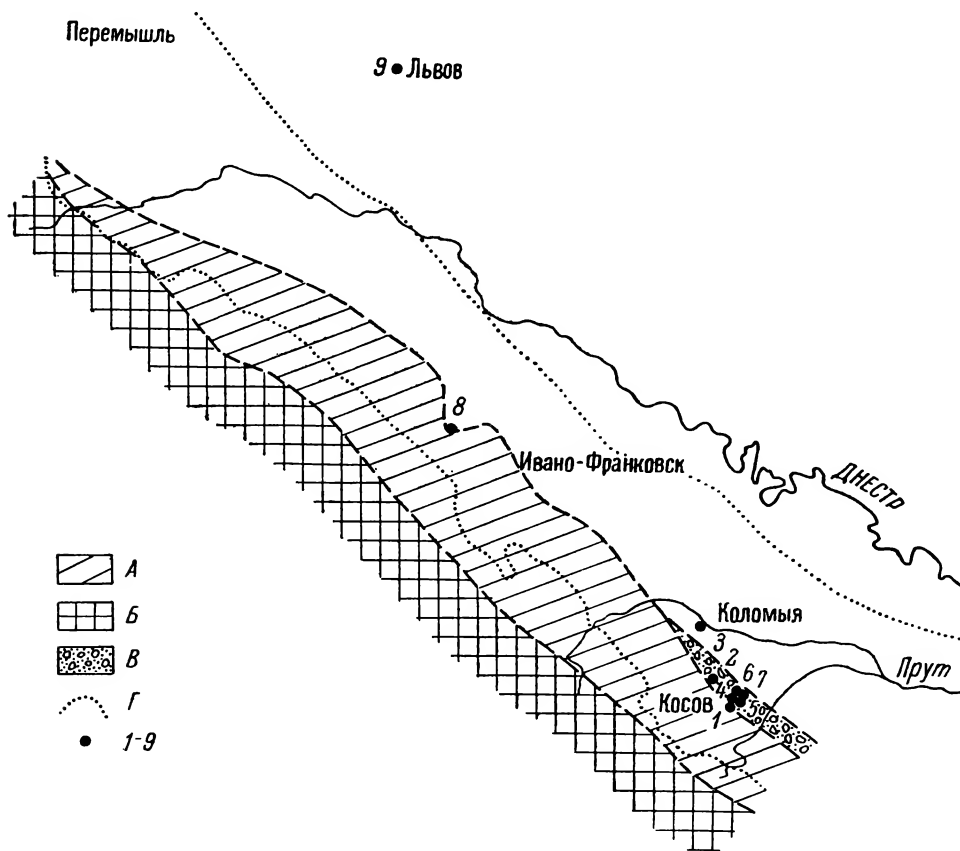 Перемышль
9 Львов
8
Ивано-Франковск
ДНЕСТР
А
Б
В
Г
1-9
Коломыя
3
2
Прут
6 7
4
Косов
5
1